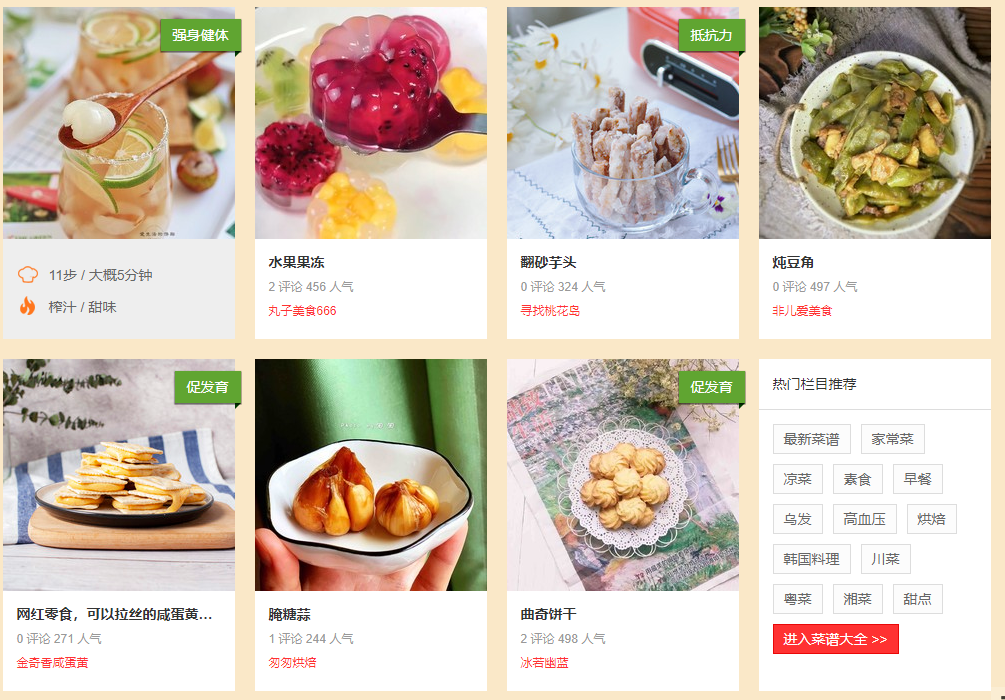 强身健体
11步 / 大概5分钟
榨汁 / 甜味
水果果冻
2 评论 456 人气
丸子美食666
抵抗力
翻砂芋头
0 评论 324 人气
寻找桃花岛
炖豆角
0 评论 497 人气
非儿爱美食
促发育
网红零食，可以拉丝的咸蛋黄...
0 评论 271 人气
金奇香咸蛋黄
腌糖蒜
1 评论 244 人气
匆匆烘焙
促发育
曲奇饼干
2 评论 498 人气
冰若幽蓝
热门栏目推荐
最新菜谱 家常菜
凉菜 素食 早餐
乌发 高血压 烘焙
韩国料理 川菜
粤菜 湘菜 甜点
进入菜谱大全 >>